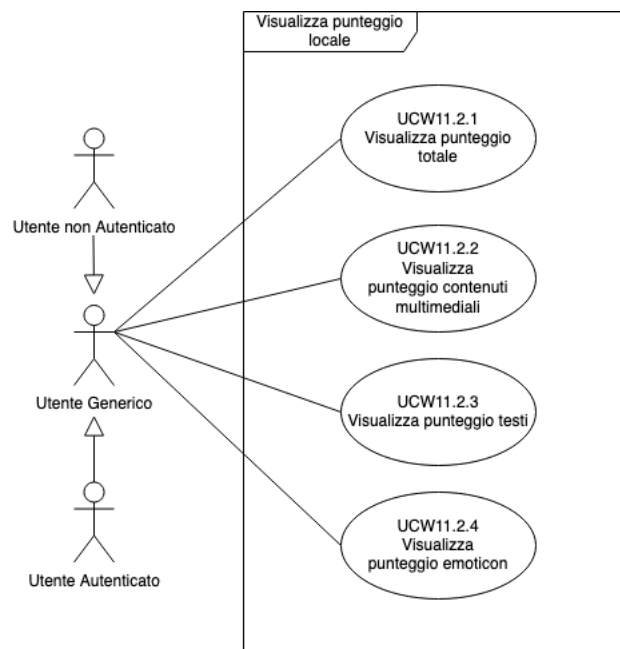 Visualizza punteggio
locale
UCW11.2.1
Visualizza punteggio
totale
Utente non Autenticato
UCW11.2.2
Visualizza
punteggio contenuti
multimediali
Utente Generico
UCW11.2.3
Visualizza punteggio testi
UCW11.2.4
Visualizza
punteggio emoticon
Utente Autenticato